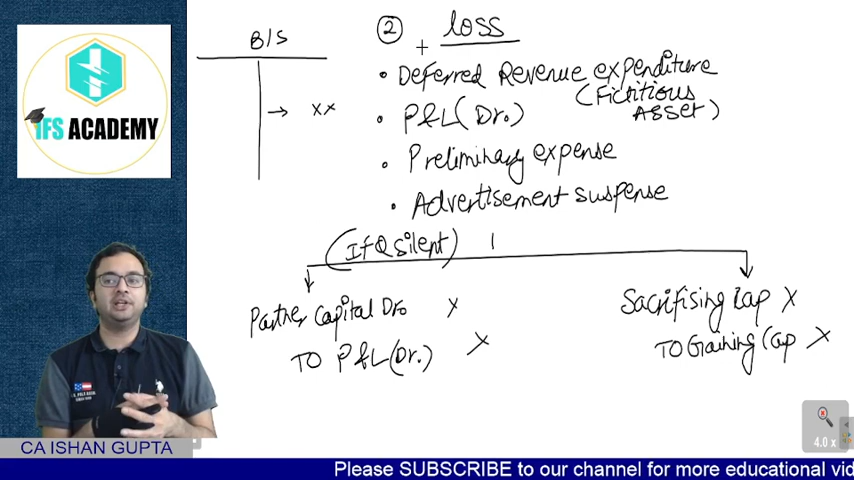 IFS ACADEMY
B/S
→ xx
② loss
• Deferred Revenue expenditure
(Fictitious
ASSET)
• P&L (Dr.)
• Preliminary expense
• Advertisement suspense
(If Q Silent)
Partner Capital Dr. x
TO P&L (Dr.) x
Sacrifising Cap x
TO Gaining Cap x
4.0 x
CA ISHAN GUPTA
Please SUBSCRIBE to our channel for more educational vid